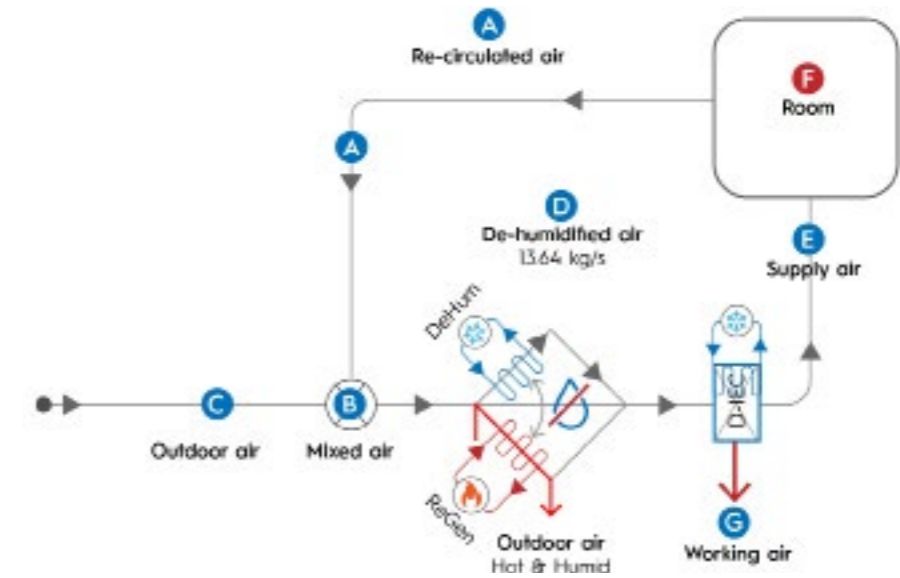 A
Re-circulated air
F
Room
A
D
De-humidified air
13.64 kg/s
E
Supply air
DeHum
C
B
D-IEC
Outdoor air
Mixed air
ReGen
Outdoor air
Hot & Humid
G
Working air